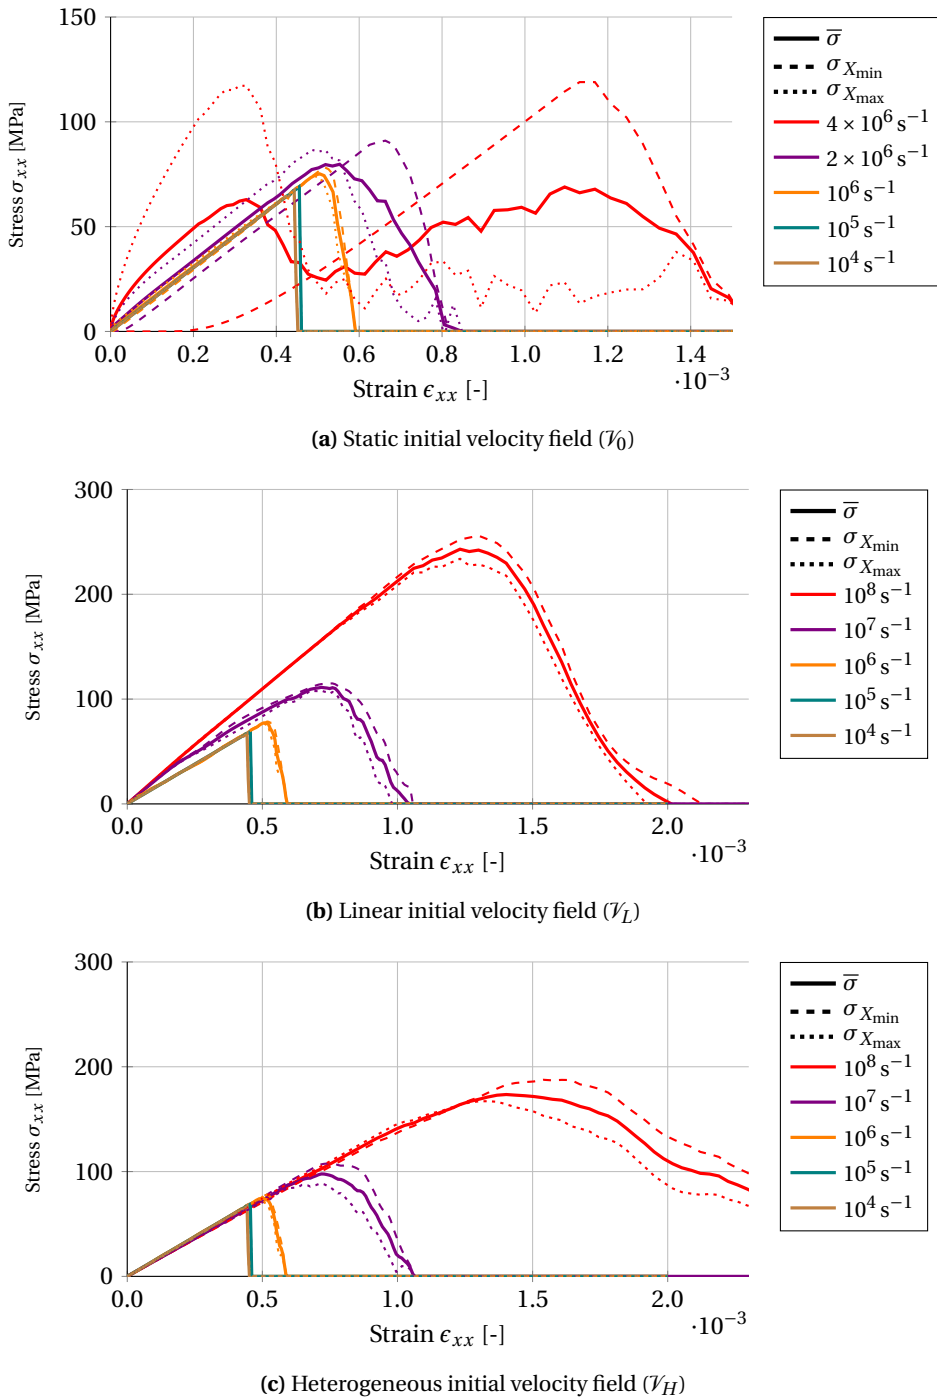 150
100
50
0
Stress σxx [MPa]
0.0 0.2 0.4 0.6 0.8 1.0 1.2 1.4
·10⁻³
Strain ϵxx [-]
σ̅
σXmin
σXmax
4 × 10⁶ s⁻¹
2 × 10⁶ s⁻¹
10⁶ s⁻¹
10⁵ s⁻¹
10⁴ s⁻¹
(a) Static initial velocity field (𝒱0)
300
200
100
0
Stress σxx [MPa]
0.0 0.5 1.0 1.5 2.0
·10⁻³
Strain ϵxx [-]
σ̅
σXmin
σXmax
10⁸ s⁻¹
10⁷ s⁻¹
10⁶ s⁻¹
10⁵ s⁻¹
10⁴ s⁻¹
(b) Linear initial velocity field (𝒱L)
300
200
100
0
Stress σxx [MPa]
0.0 0.5 1.0 1.5 2.0
·10⁻³
Strain ϵxx [-]
σ̅
σXmin
σXmax
10⁸ s⁻¹
10⁷ s⁻¹
10⁶ s⁻¹
10⁵ s⁻¹
10⁴ s⁻¹
(c) Heterogeneous initial velocity field (𝒱H)